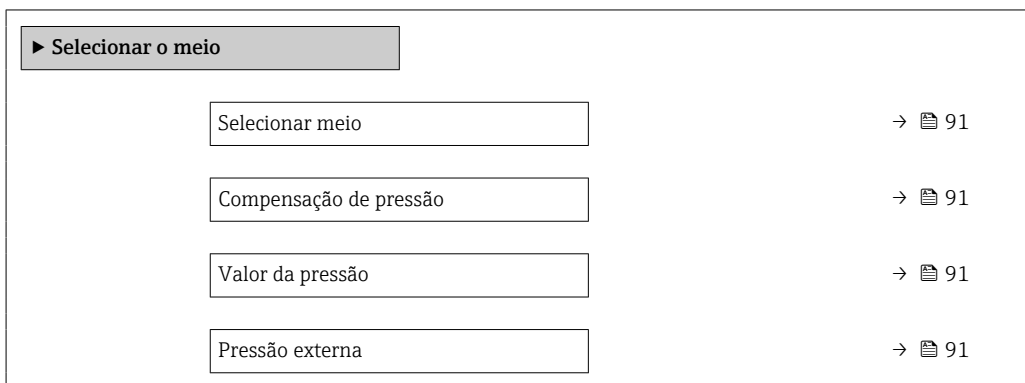 ▶ Selecionar o meio
Selecionar meio → 91
Compensação de pressão → 91
Valor da pressão → 91
Pressão externa → 91